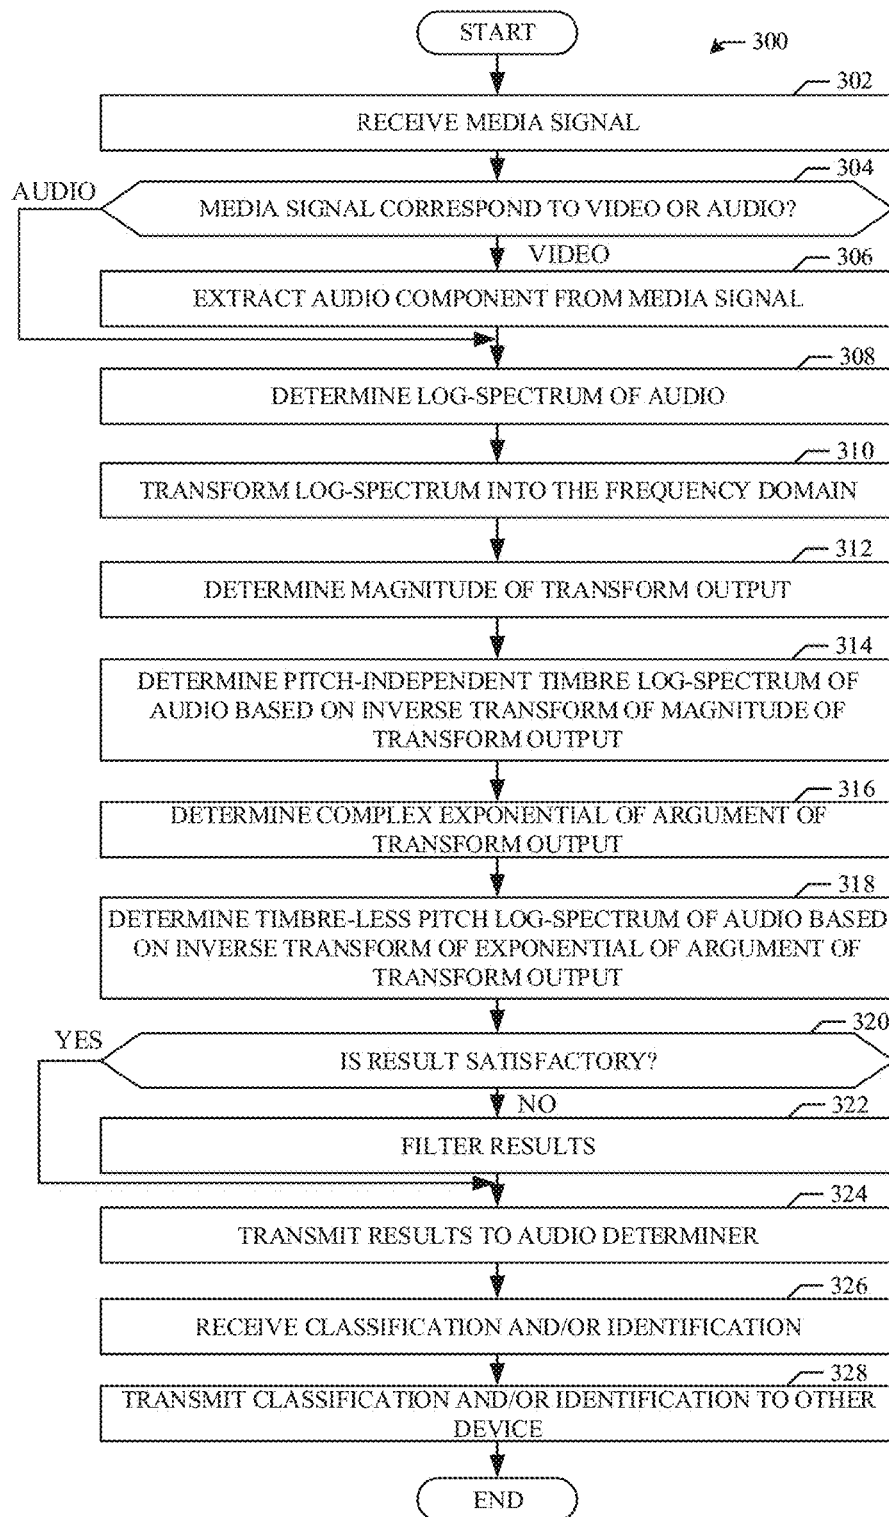 START
300
302
RECEIVE MEDIA SIGNAL
304
AUDIO
MEDIA SIGNAL CORRESPOND TO VIDEO OR AUDIO?
VIDEO
306
EXTRACT AUDIO COMPONENT FROM MEDIA SIGNAL
308
DETERMINE LOG-SPECTRUM OF AUDIO
310
TRANSFORM LOG-SPECTRUM INTO THE FREQUENCY DOMAIN
312
DETERMINE MAGNITUDE OF TRANSFORM OUTPUT
314
DETERMINE PITCH-INDEPENDENT TIMBRE LOG-SPECTRUM OF
AUDIO BASED ON INVERSE TRANSFORM OF MAGNITUDE OF
TRANSFORM OUTPUT
316
DETERMINE COMPLEX EXPONENTIAL OF ARGUMENT OF
TRANSFORM OUTPUT
318
DETERMINE TIMBRE-LESS PITCH LOG-SPECTRUM OF AUDIO BASED
ON INVERSE TRANSFORM OF EXPONENTIAL OF ARGUMENT OF
TRANSFORM OUTPUT
320
YES
IS RESULT SATISFACTORY?
NO
322
FILTER RESULTS
324
TRANSMIT RESULTS TO AUDIO DETERMINER
326
RECEIVE CLASSIFICATION AND/OR IDENTIFICATION
328
TRANSMIT CLASSIFICATION AND/OR IDENTIFICATION TO OTHER
DEVICE
END